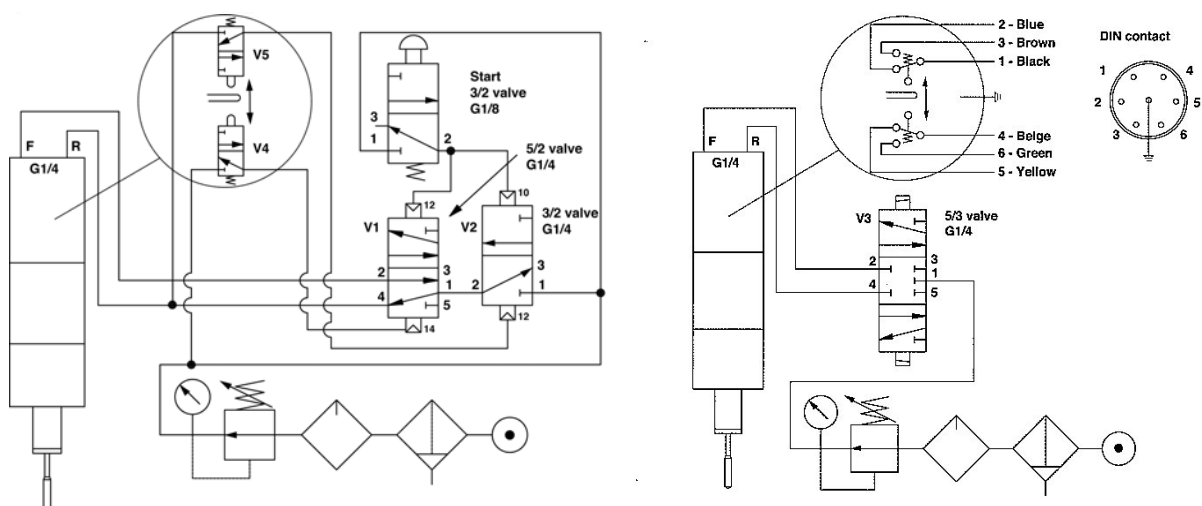 V5
V4
F
R
G1/4
Start
3/2 valve
G1/8
3
1
2
5/2 valve
G1/4
12
10
V1
V2
3/2 valve
G1/4
2
3
1
4
5
2
3
1
14
12
2 - Blue
3 - Brown
1 - Black
DIN contact
1
4
2
5
3
6
4 - Beige
6 - Green
5 - Yellow
F
R
G1/4
V3
5/3 valve
G1/4
2
3
1
4
5